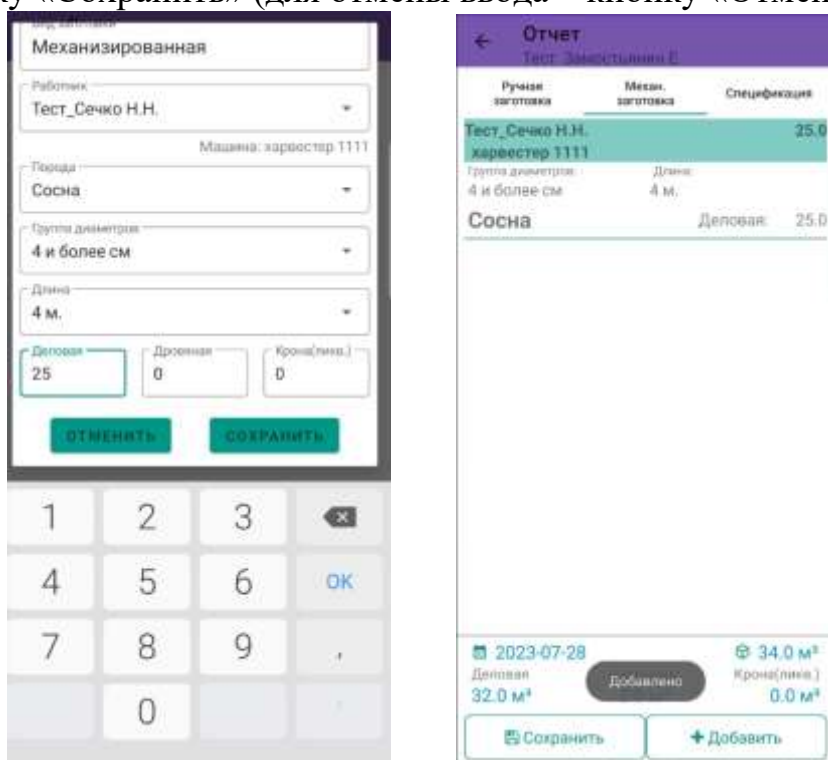 ку «Сохранить» (для отмены ввода – кнопку «Отмен
Вид заготовки
Механизированная
Работник
Тест_Сечко Н.Н.
Машина: харвестер 1111
Порода
Сосна
Группа диаметров
4 и более см
Длина
4 м.
Деловая Дровяная Крона(ликв.)
25 0 0
ОТМЕНИТЬ СОХРАНИТЬ
1 2 3
4 5 6 OK
7 8 9 ,
0
Отчет
Тест
Ручная заготовка
Механ. заготовка
Спецификация
Тест_Сечко Н.Н. 25.0
харвестер 1111
Группа диаметров: Длина:
4 и более см 4 м.
Сосна Деловая: 25.0
2023-07-28 34.0 м³
Деловая Крона(ликв.)
32.0 м³ Добавлено 0.0 м³
Сохранить + Добавить